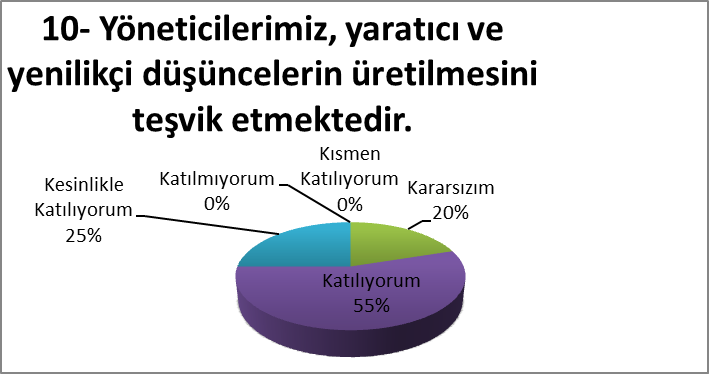 10- Yöneticilerimiz, yaratıcı ve
yenilikçi düşüncelerin üretilmesini
teşvik etmektedir.
Kesinlikle
Katılıyorum
25%
Katılmıyorum
0%
Kısmen
Katılıyorum
0%
Kararsızım
20%
Katılıyorum
55%